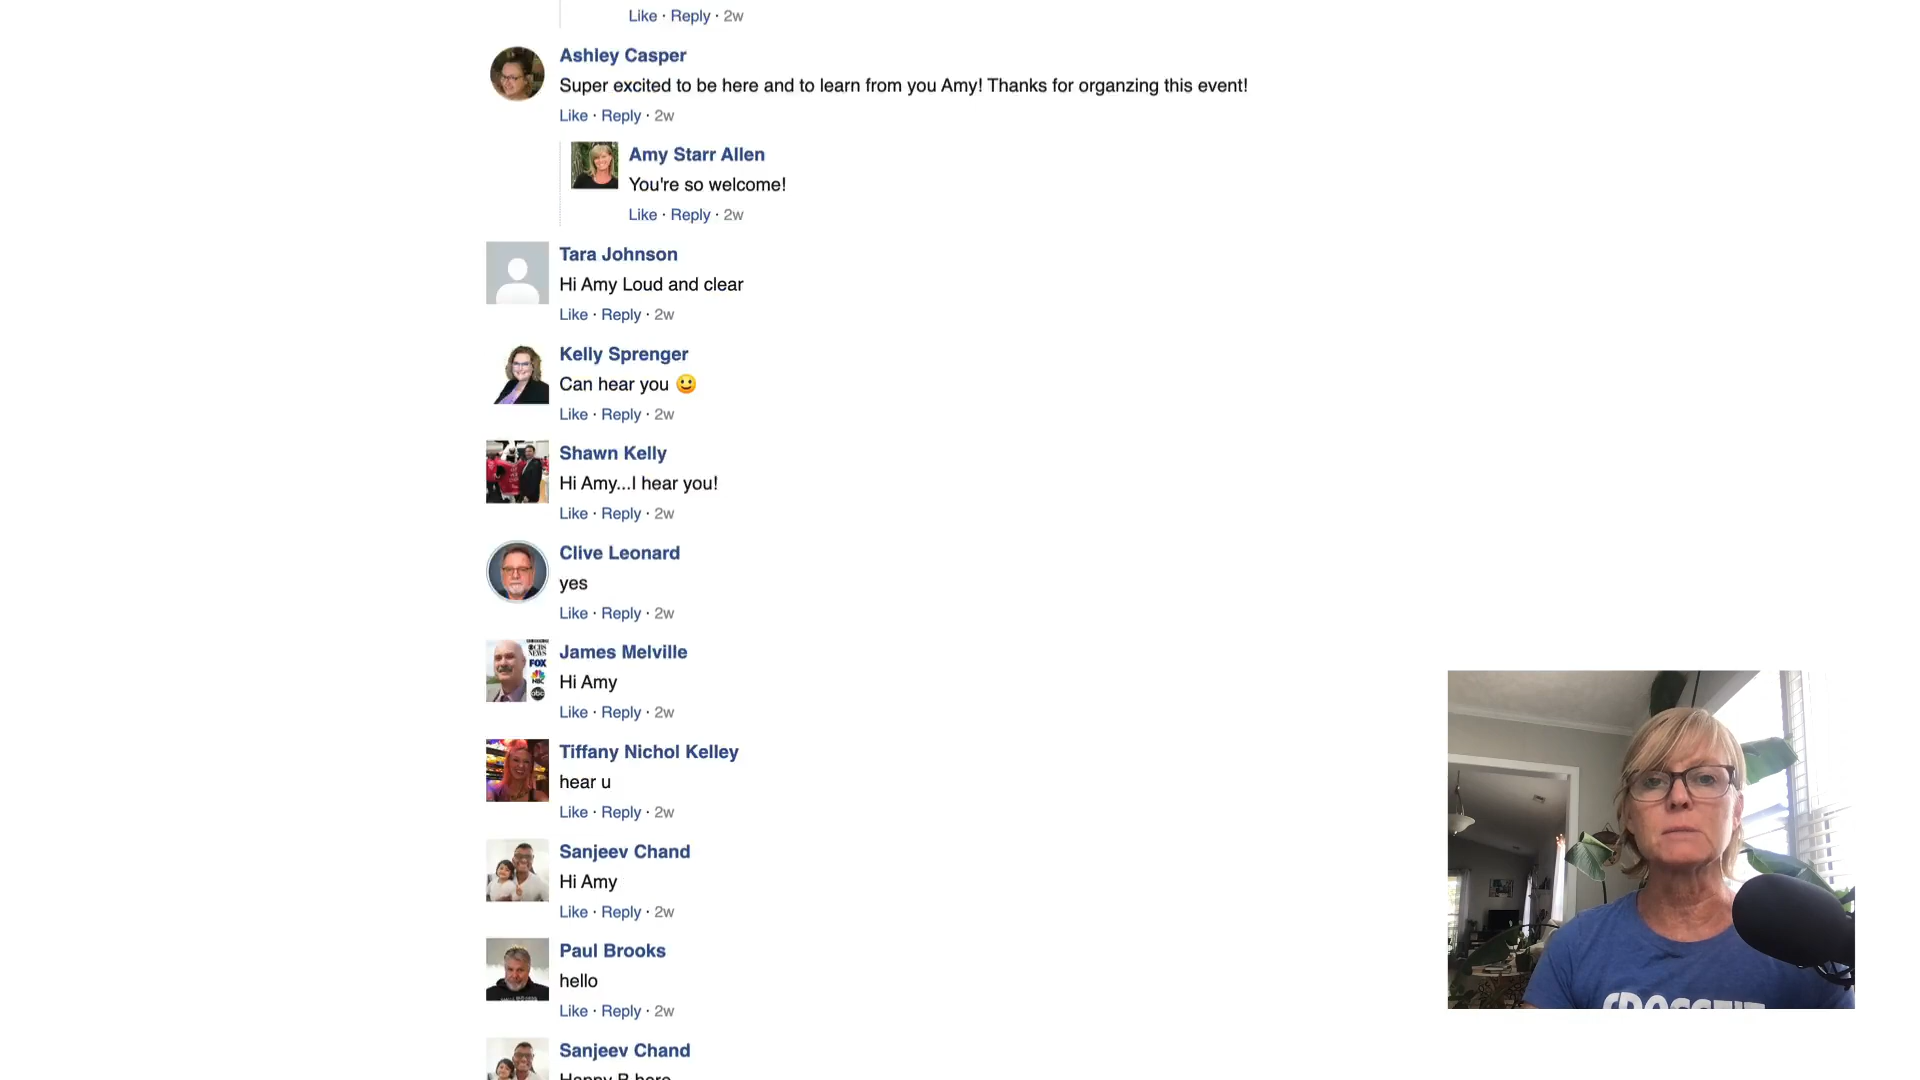 Like · Reply · 2w
Ashley Casper
Super excited to be here and to learn from you Amy! Thanks for organzing this event!
Like · Reply · 2w
Amy Starr Allen
You're so welcome!
Like · Reply · 2w
Tara Johnson
Hi Amy Loud and clear
Like · Reply · 2w
Kelly Sprenger
Can hear you 😀
Like · Reply · 2w
Shawn Kelly
Hi Amy...I hear you!
Like · Reply · 2w
Clive Leonard
yes
Like · Reply · 2w
James Melville
Hi Amy
Like · Reply · 2w
CBS
NEWS
FOX
NBC
abc
Tiffany Nichol Kelley
hear u
Like · Reply · 2w
Sanjeev Chand
Hi Amy
Like · Reply · 2w
Paul Brooks
hello
Like · Reply · 2w
Sanjeev Chand